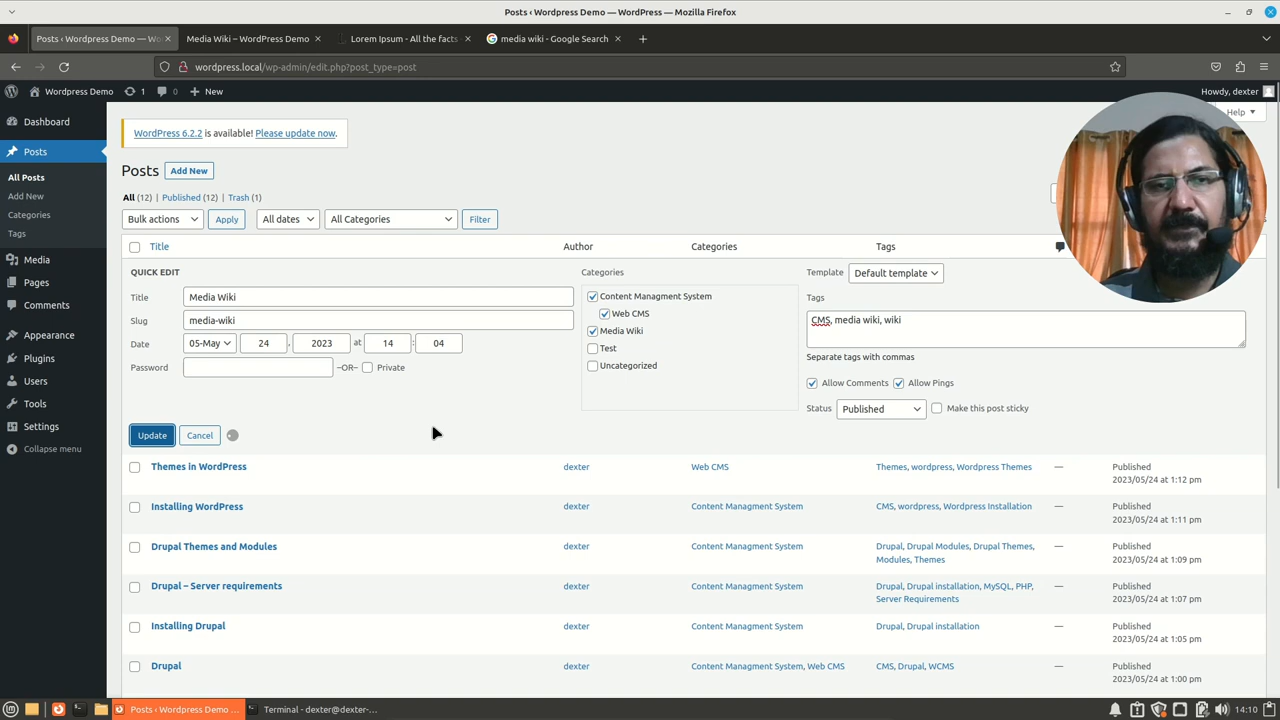 Posts ‹ Wordpress Demo — WordPress — Mozilla Firefox
Posts ‹ Wordpress Demo — Wo
Media Wiki – WordPress Demo
Lorem Ipsum - All the facts
media wiki - Google Search
wordpress.local/wp-admin/edit.php?post_type=post
Wordpress Demo 1 0 + New
Howdy, dexter
Help
Dashboard
Posts
All Posts
Add New
Categories
Tags
Media
Pages
Comments
Appearance
Plugins
Users
Tools
Settings
Collapse menu
WordPress 6.2.2 is available! Please update now.
Posts Add New
All (12) | Published (12) | Trash (1)
Bulk actions Apply All dates All Categories Filter
Title Author Categories Tags
QUICK EDIT
Title Media Wiki
Slug media-wiki
Date 05-May 24 , 2023 at 14 : 04
Password –OR– Private
Categories
Content Managment System
Web CMS
Media Wiki
Test
Uncategorized
Template Default template
Tags
CMS, media wiki, wiki
Separate tags with commas
Allow Comments Allow Pings
Status Published Make this post sticky
Update Cancel
Themes in WordPress dexter Web CMS Themes, wordpress, Wordpress Themes — Published
2023/05/24 at 1:12 pm
Installing WordPress dexter Content Managment System CMS, wordpress, Wordpress Installation — Published
2023/05/24 at 1:11 pm
Drupal Themes and Modules dexter Content Managment System Drupal, Drupal Modules, Drupal Themes, — Published
Modules, Themes 2023/05/24 at 1:09 pm
Drupal – Server requirements dexter Content Managment System Drupal, Drupal installation, MySQL, PHP, — Published
Server Requirements 2023/05/24 at 1:07 pm
Installing Drupal dexter Content Managment System Drupal, Drupal installation — Published
2023/05/24 at 1:05 pm
Drupal dexter Content Managment System, Web CMS CMS, Drupal, WCMS — Published
2023/05/24 at 1:00 pm
Posts ‹ Wordpress Demo ...
Terminal - dexter@dexter-...
14:10